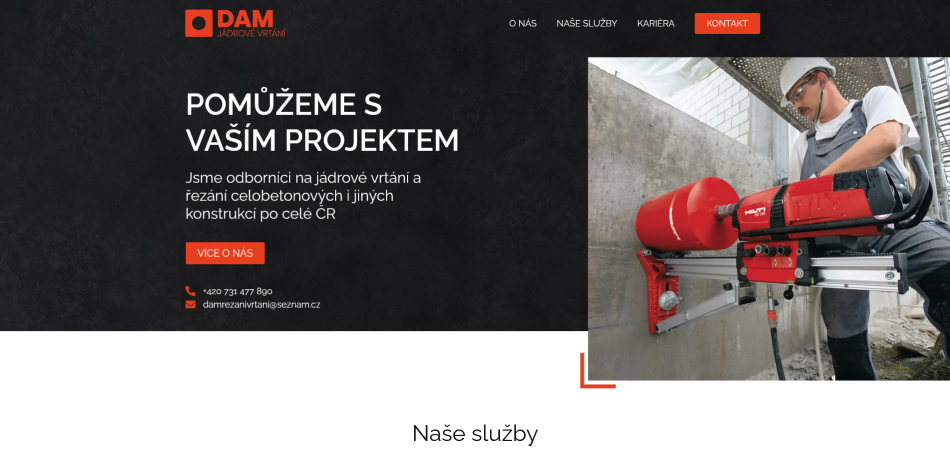 DAM
JÁDROVÉ VRTÁNÍ
O NÁS
NAŠE SLUŽBY
KARIÉRA
KONTAKT
POMŮŽEME S
VAŠÍM PROJEKTEM
Jsme odborníci na jádrové vrtání a
řezání celobetonových i jiných
konstrukcí po celé ČR
VÍCE O NÁS
+420 731 477 890
damrezanivrtani@seznam.cz
HILTI
Naše služby